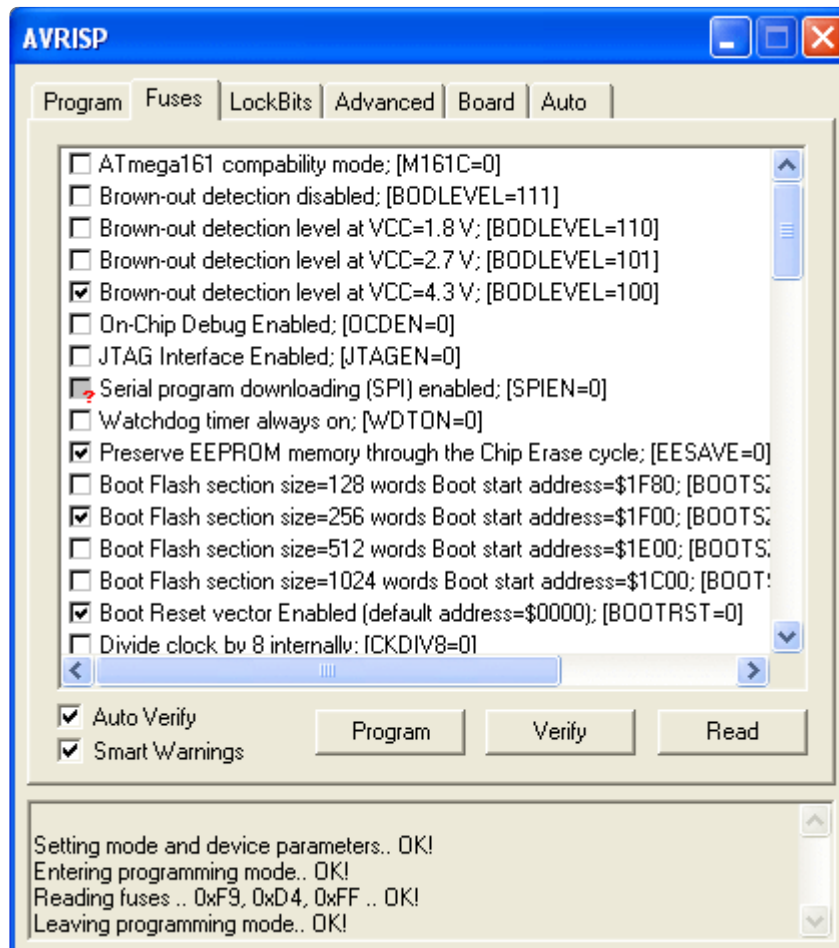 AVRISP
Program Fuses LockBits Advanced Board Auto
ATmega161 compability mode; [M161C=0]
Brown-out detection disabled; [BODLEVEL=111]
Brown-out detection level at VCC=1.8 V; [BODLEVEL=110]
Brown-out detection level at VCC=2.7 V; [BODLEVEL=101]
Brown-out detection level at VCC=4.3 V; [BODLEVEL=100]
On-Chip Debug Enabled; [OCDEN=0]
JTAG Interface Enabled; [JTAGEN=0]
? Serial program downloading (SPI) enabled; [SPIEN=0]
Watchdog timer always on; [WDTON=0]
Preserve EEPROM memory through the Chip Erase cycle; [EESAVE=0]
Boot Flash section size=128 words Boot start address=$1F80; [BOOTS
Boot Flash section size=256 words Boot start address=$1F00; [BOOTS
Boot Flash section size=512 words Boot start address=$1E00; [BOOTS
Boot Flash section size=1024 words Boot start address=$1C00; [BOOT
Boot Reset vector Enabled (default address=$0000); [BOOTRST=0]
Divide clock by 8 internally; [CKDIV8=0]
Auto Verify
Smart Warnings
Program Verify Read
Setting mode and device parameters.. OK!
Entering programming mode.. OK!
Reading fuses .. 0xF9, 0xD4, 0xFF .. OK!
Leaving programming mode.. OK!